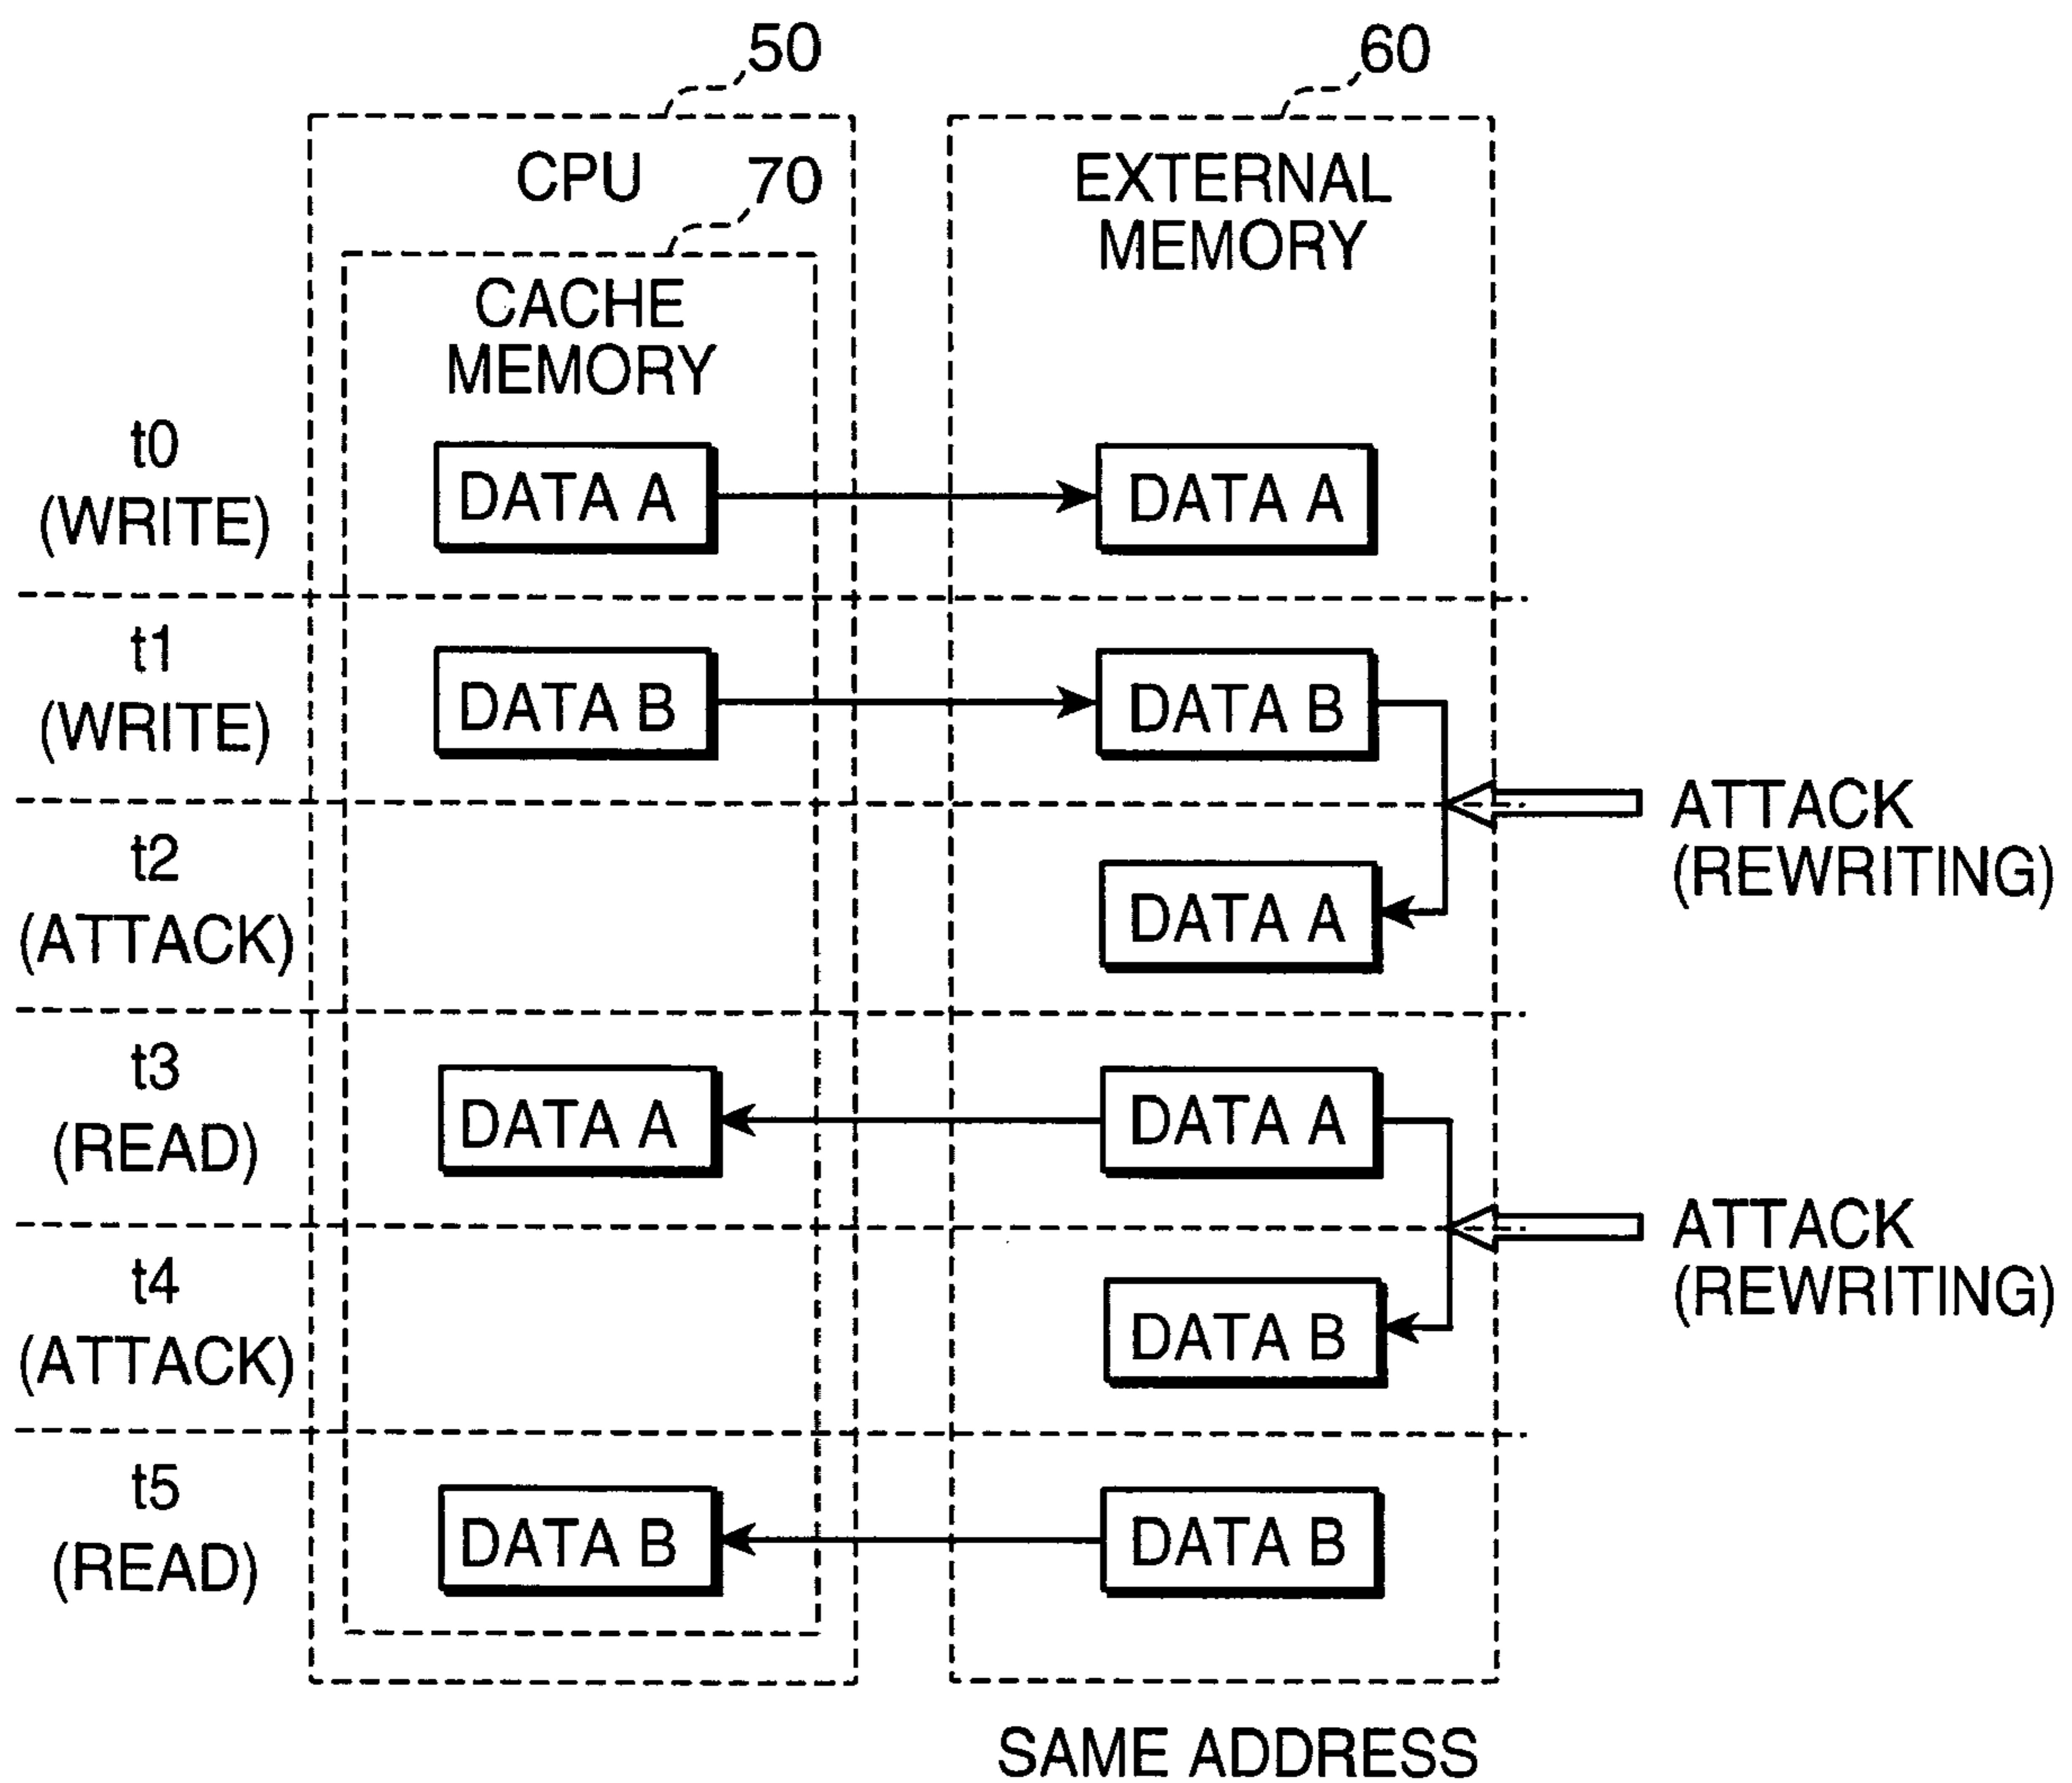 50
60
CPU
EXTERNAL
MEMORY
70
CACHE
MEMORY
t0
(WRITE)
DATA A
DATA A
t1
(WRITE)
DATA B
DATA B
ATTACK
(REWRITING)
t2
(ATTACK)
DATA A
t3
(READ)
DATA A
DATA A
ATTACK
(REWRITING)
t4
(ATTACK)
DATA B
t5
(READ)
DATA B
DATA B
SAME ADDRESS